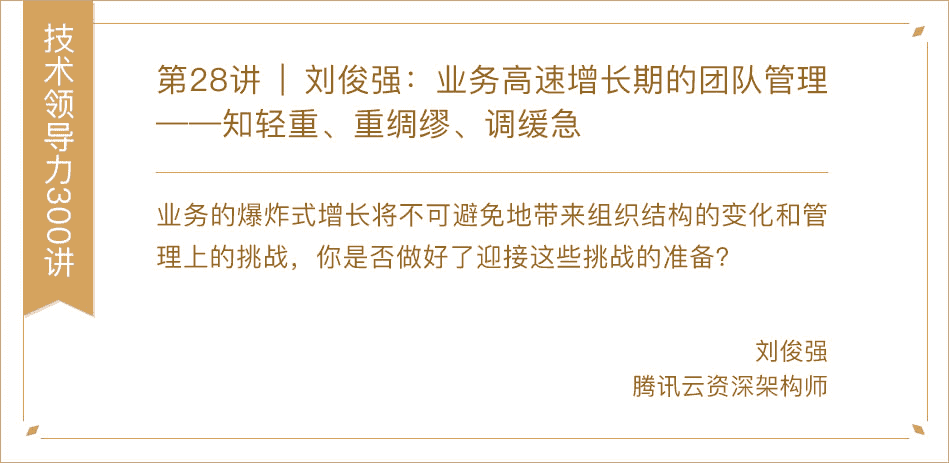 技术领导力300讲
第28讲 | 刘俊强：业务高速增长期的团队管理
——知轻重、重绸缪、调缓急
业务的爆炸式增长将不可避免地带来组织结构的变化和管
理上的挑战，你是否做好了迎接这些挑战的准备？
刘俊强
腾讯云资深架构师